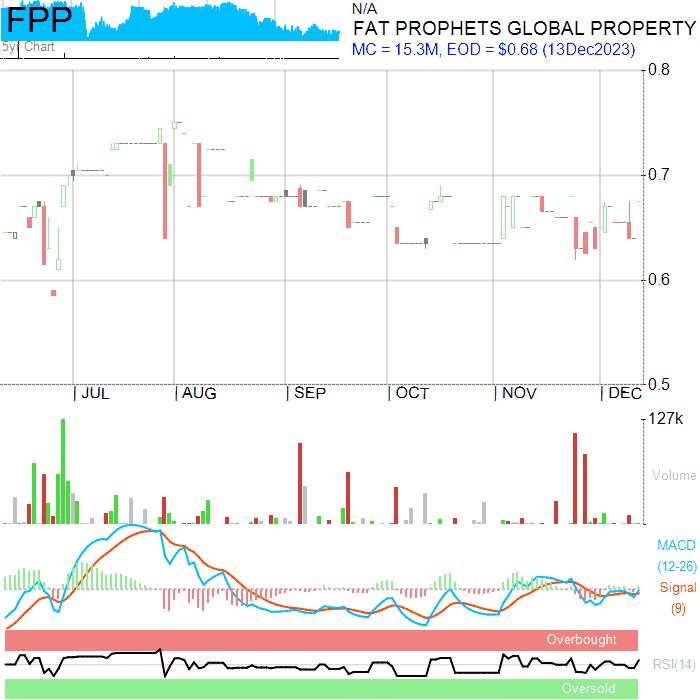 FPP
5yr Chart
N/A
FAT PROPHETS GLOBAL PROPERTY
MC = 15.3M, EOD = $0.68 (13Dec2023)
0.8
0.7
0.6
0.5
JUL
AUG
SEP
OCT
NOV
DEC
127k
Volume
MACD
(12-26)
Signal
(9)
Overbought
RSI(14)
Oversold